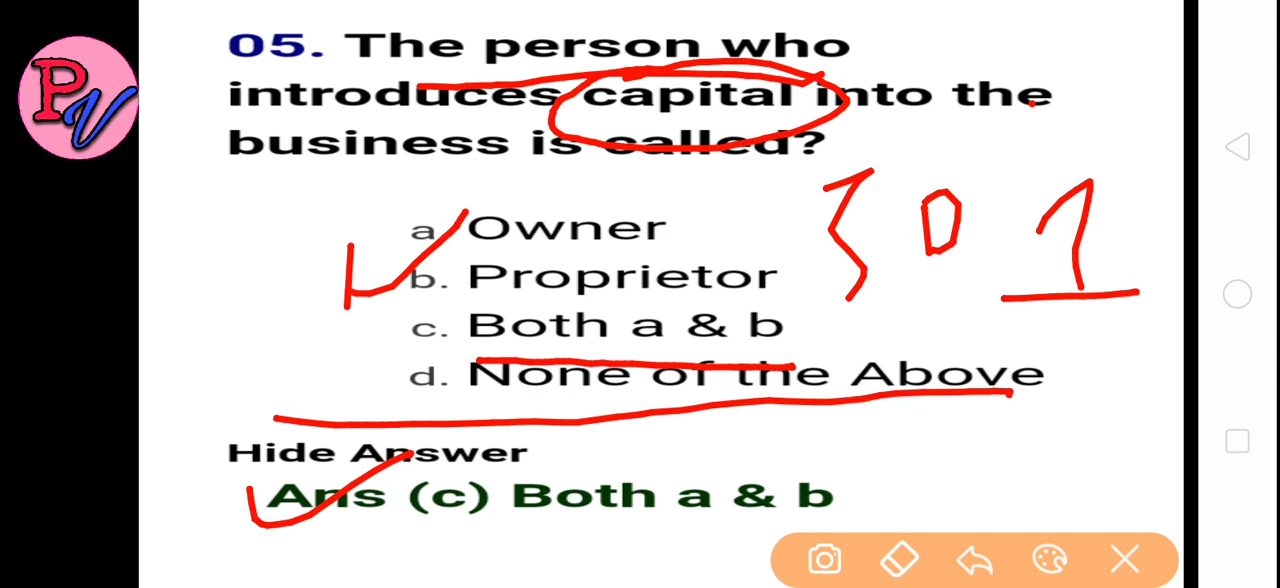 PV
05. The person who
introduces capital into the
business is called?
a. Owner
b. Proprietor
c. Both a & b
d. None of the Above
Hide Answer
Ans (c) Both a & b